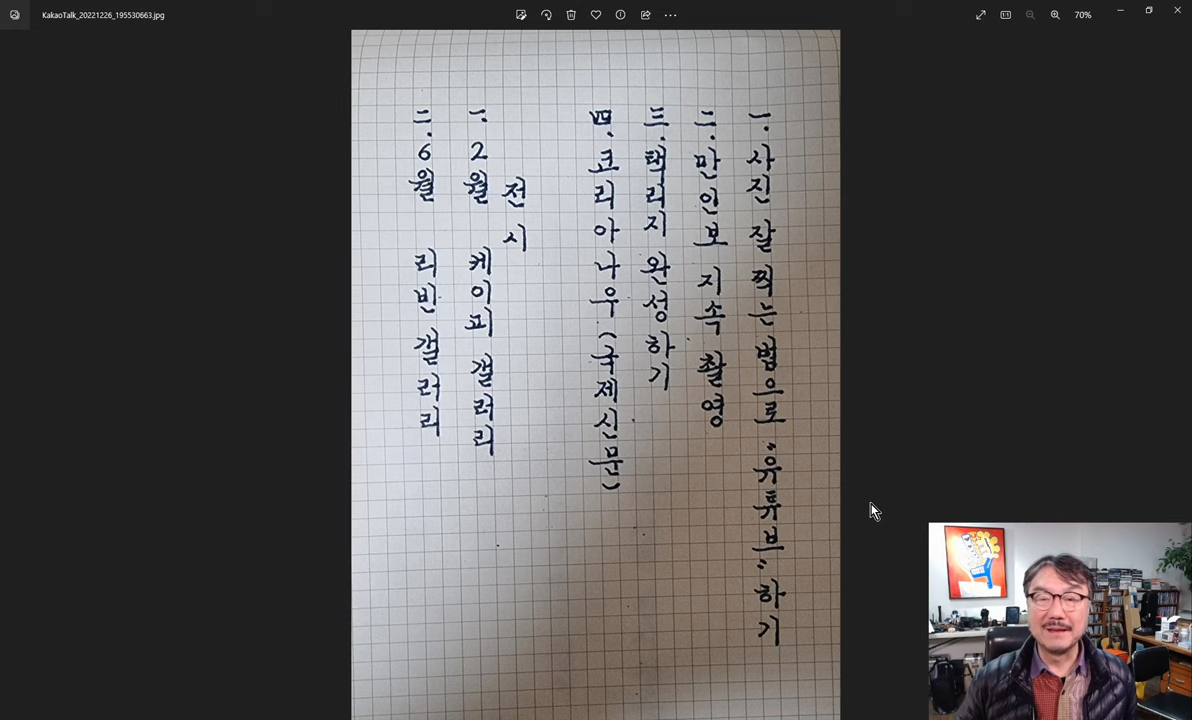 KakaoTalk_20221226_195530663.jpg
70%
一. 사진 잘 찍는 법으로 "유튜브" 하기
二. 만인보 지속 촬영
三. 택리지 완성하기
四. 코리아나우 (국제신문)
전시
一. 2월 케이피 갤러리
二. 6월 리빈 갤러리